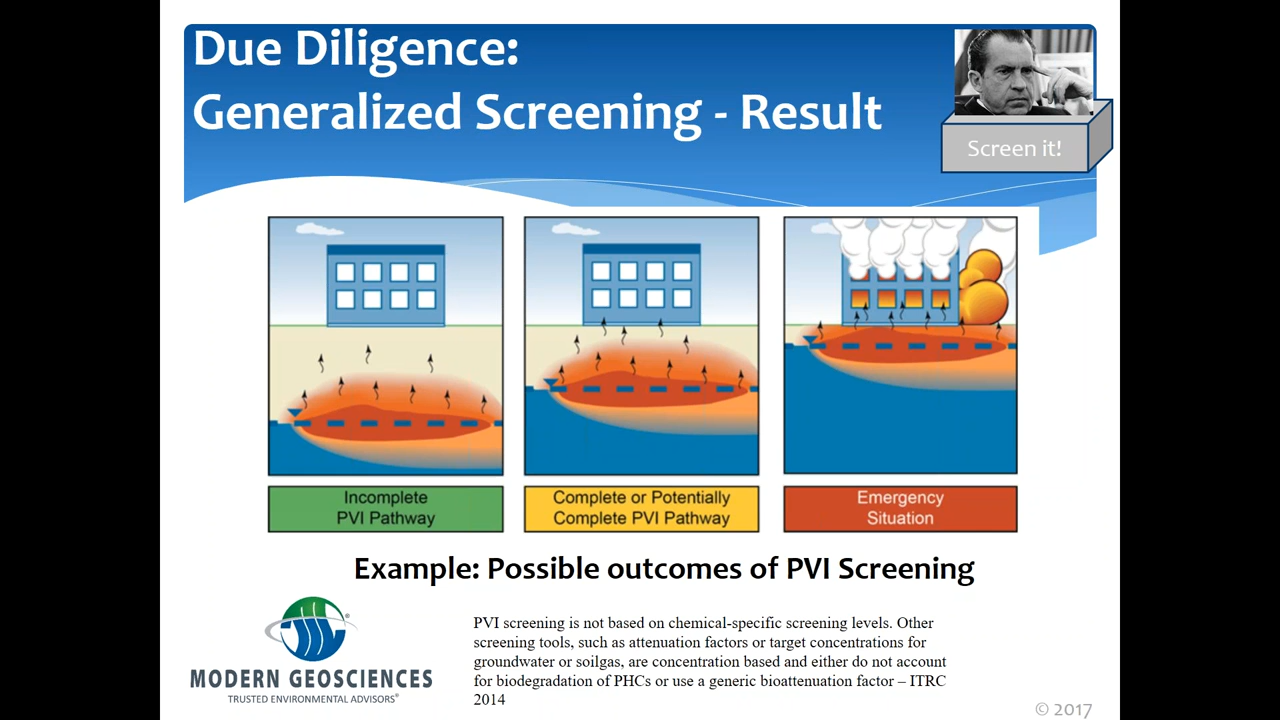 Due Diligence:
Generalized Screening - Result
Screen it!
Incomplete
PVI Pathway
Complete or Potentially
Complete PVI Pathway
Emergency
Situation
Example: Possible outcomes of PVI Screening
MODERN GEOSCIENCES
TRUSTED ENVIRONMENTAL ADVISORS®
PVI screening is not based on chemical-specific screening levels. Other
screening tools, such as attenuation factors or target concentrations for
groundwater or soilgas, are concentration based and either do not account
for biodegradation of PHCs or use a generic bioattenuation factor – ITRC
2014
© 2017